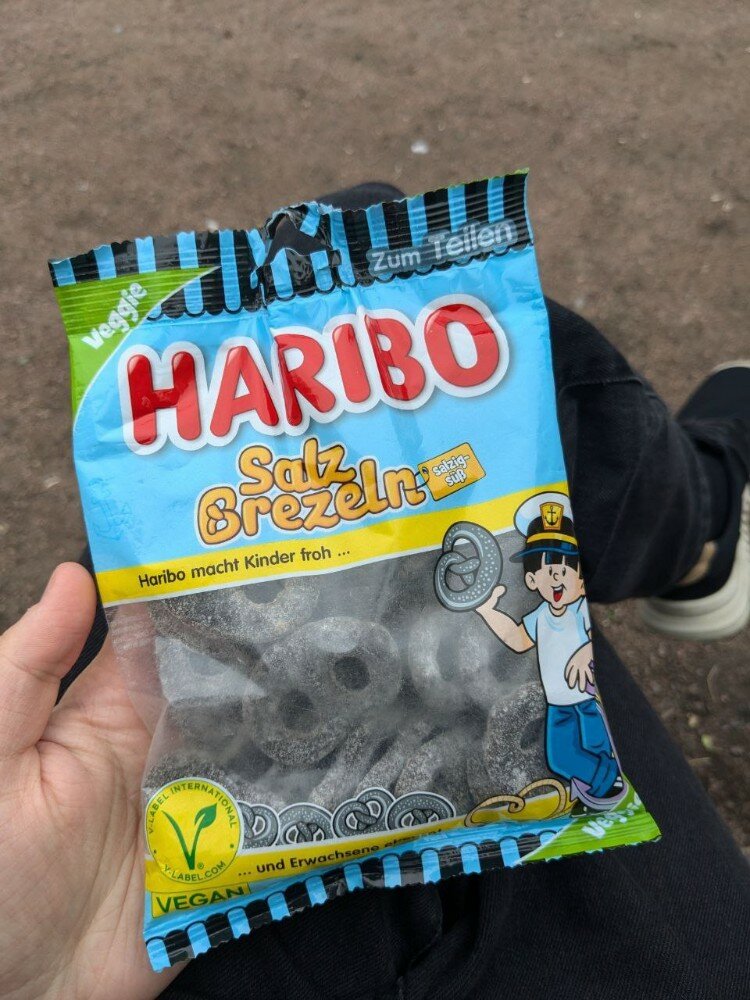 Zum Teilen
Veggie
HARIBO
Salz
Brezeln
salzig-
süß
Haribo macht Kinder froh ...
V-LABEL INTERNATIONAL
V-LABEL.COM
... und Erwachsene ebenso!
VEGAN
Veggie